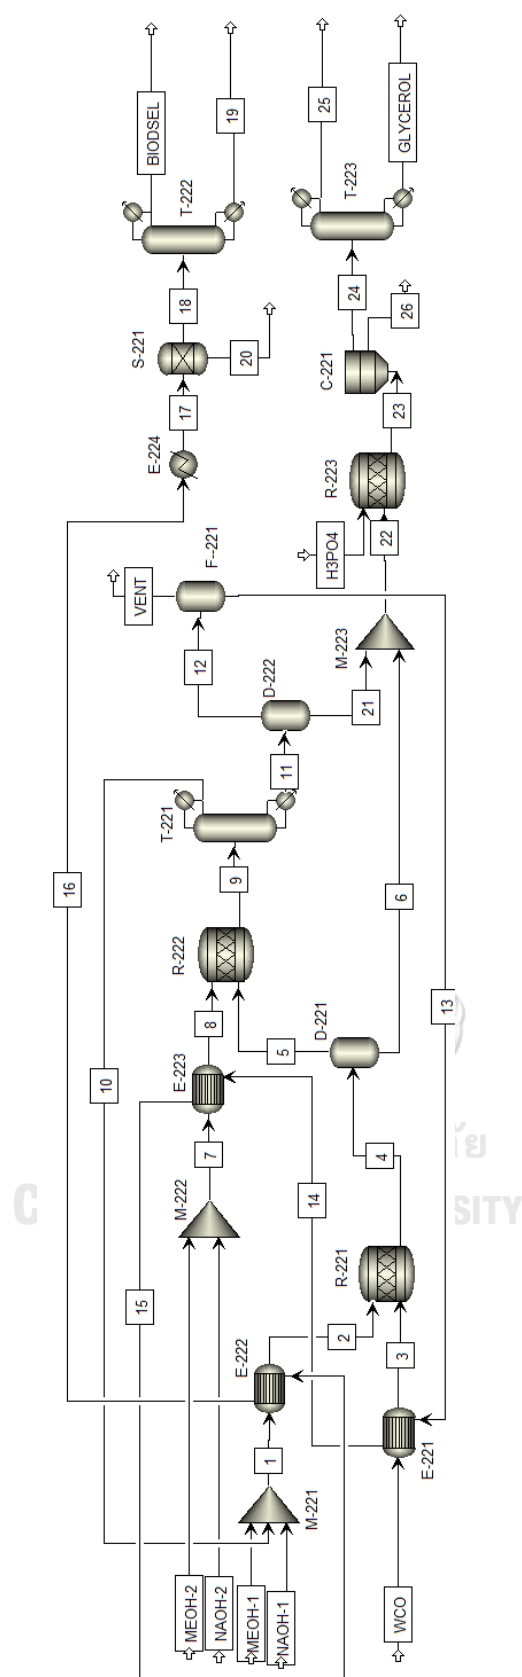 BIODSEL
19
25
GLYCEROL
T-222
T-223
18
24
26
S-221
20
C-221
17
23
E-224
R-223
H3PO4
22
F--221
VENT
M-223
12
D-222
21
11
T-221
16
9
6
R-222
13
8
5
D-221
10
E-223
ัย
7
14
4
M-222
C
SITY
15
R-221
2
3
E-222
1
E-221
M-221
MEOH-2
NAOH-2
MEOH-1
NAOH-1
WCO